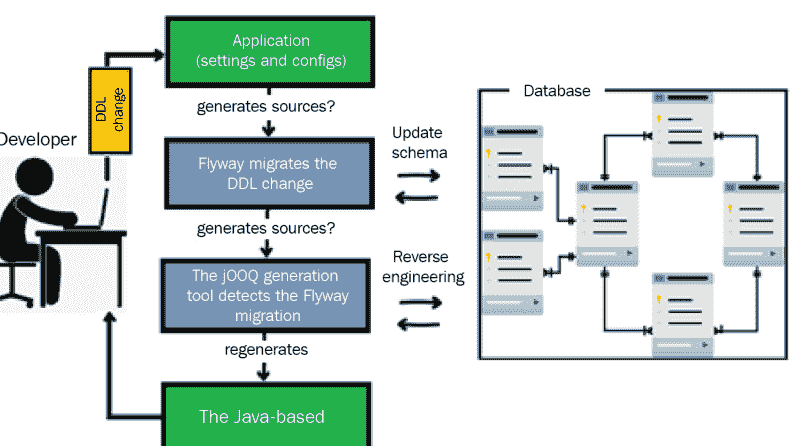 Application
(settings and configs)
DDL
change
generates sources?
Database
Developer
Flyway migrates the
DDL change
Update
schema
generates sources?
The jOOQ generation
tool detects the Flyway
migration
Reverse
engineering
regenerates
The Java-based